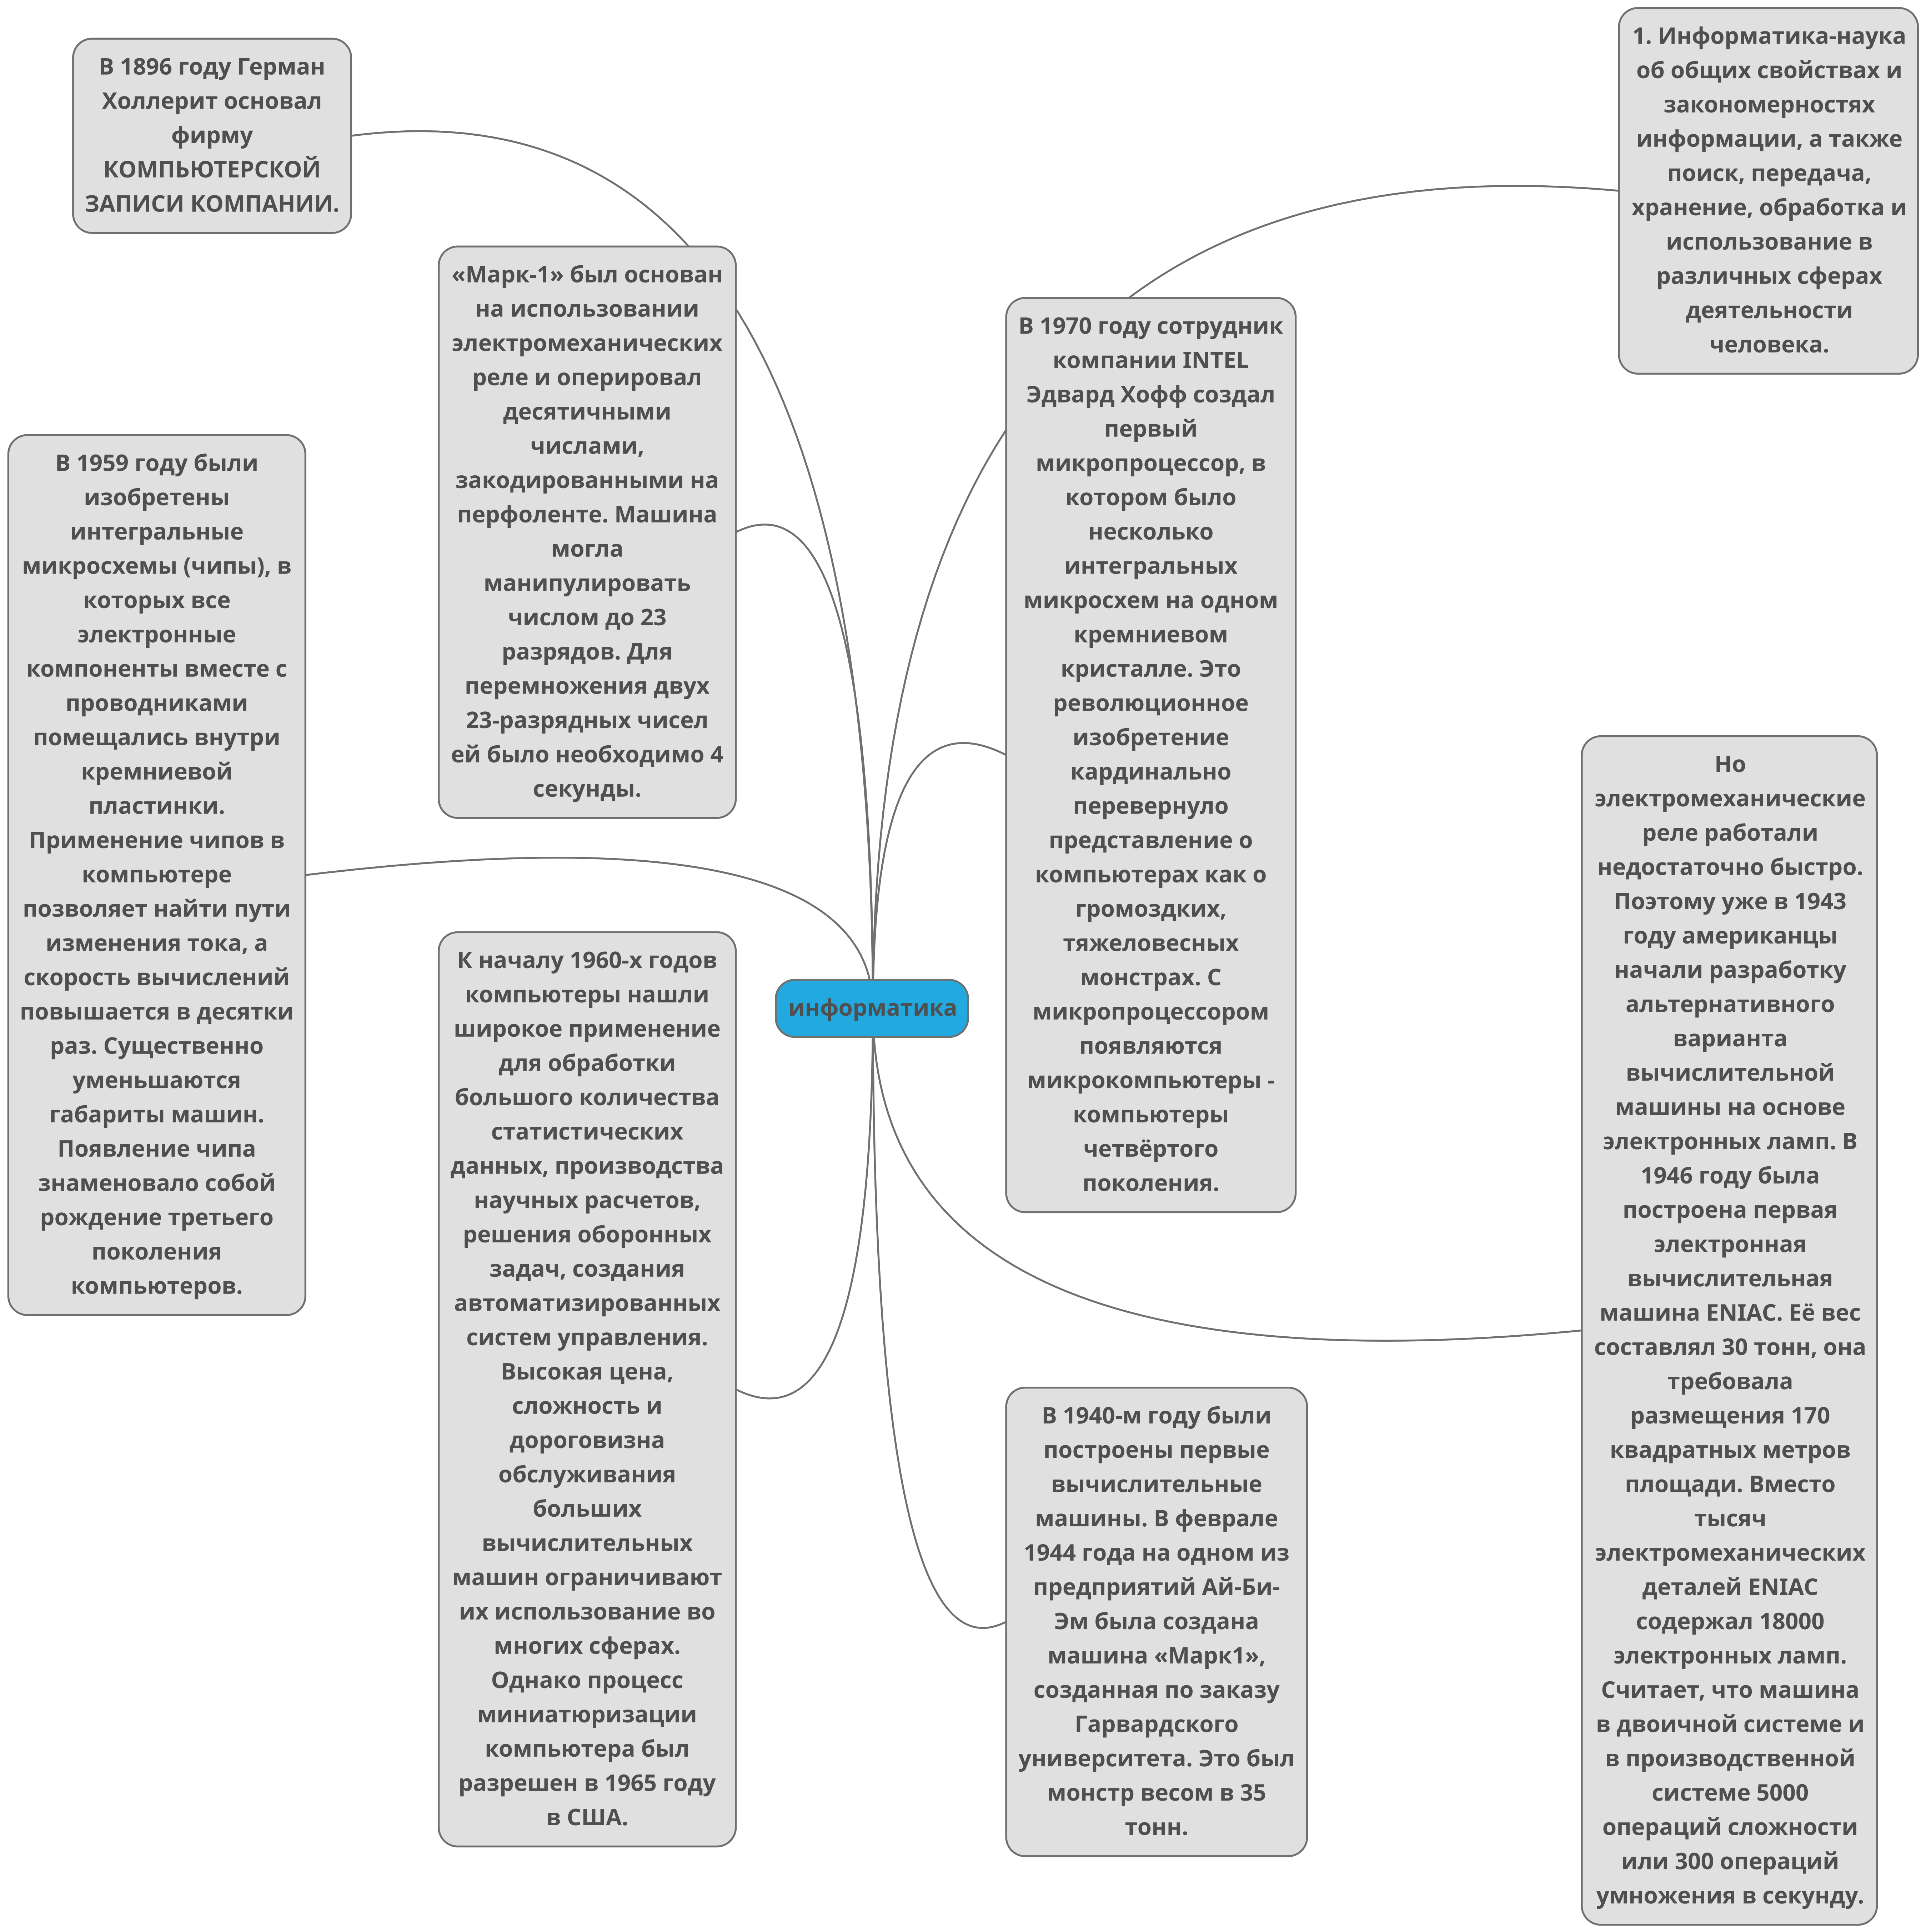 В 1896 году Герман
Холлерит основал
фирму
КОМПЬЮТЕРСКОЙ
ЗАПИСИ КОМПАНИИ.
1. Информатика-наука
об общих свойствах и
закономерностях
информации, а также
поиск, передача,
хранение, обработка и
использование в
различных сферах
деятельности
человека.
«Марк-1» был основан
на использовании
электромеханических
реле и оперировал
десятичными
числами,
закодированными на
перфоленте. Машина
могла
манипулировать
числом до 23
разрядов. Для
перемножения двух
23-разрядных чисел
ей было необходимо 4
секунды.
В 1970 году сотрудник
компании INTEL
Эдвард Хофф создал
первый
микропроцессор, в
котором было
несколько
интегральных
микросхем на одном
кремниевом
кристалле. Это
революционное
изобретение
кардинально
перевернуло
представление о
компьютерах как о
громоздких,
тяжеловесных
монстрах. С
микропроцессором
появляются
микрокомпьютеры -
компьютеры
четвёртого
поколения.
В 1959 году были
изобретены
интегральные
микросхемы (чипы), в
которых все
электронные
компоненты вместе с
проводниками
помещались внутри
кремниевой
пластинки.
Применение чипов в
компьютере
позволяет найти пути
изменения тока, а
скорость вычислений
повышается в десятки
раз. Существенно
уменьшаются
габариты машин.
Появление чипа
знаменовало собой
рождение третьего
поколения
компьютеров.
Но
электромеханические
реле работали
недостаточно быстро.
Поэтому уже в 1943
году американцы
начали разработку
альтернативного
варианта
вычислительной
машины на основе
электронных ламп. В
1946 году была
построена первая
электронная
вычислительная
машина ENIAC. Её вес
составлял 30 тонн, она
требовала
размещения 170
квадратных метров
площади. Вместо
тысяч
электромеханических
деталей ENIAC
содержал 18000
электронных ламп.
Считает, что машина
в двоичной системе и
в производственной
системе 5000
операций сложности
или 300 операций
умножения в секунду.
К началу 1960-х годов
компьютеры нашли
широкое применение
для обработки
большого количества
статистических
данных, производства
научных расчетов,
решения оборонных
задач, создания
автоматизированных
систем управления.
Высокая цена,
сложность и
дороговизна
обслуживания
больших
вычислительных
машин ограничивают
их использование во
многих сферах.
Однако процесс
миниатюризации
компьютера был
разрешен в 1965 году
в США.
информатика
В 1940-м году были
построены первые
вычислительные
машины. В феврале
1944 года на одном из
предприятий Ай-Би-
Эм была создана
машина «Марк1»,
созданная по заказу
Гарвардского
университета. Это был
монстр весом в 35
тонн.